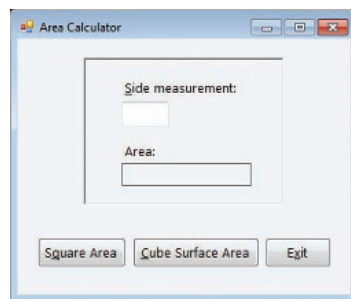 Area Calculator
Side measurement:
Area:
Square Area
Cube Surface Area
Exit